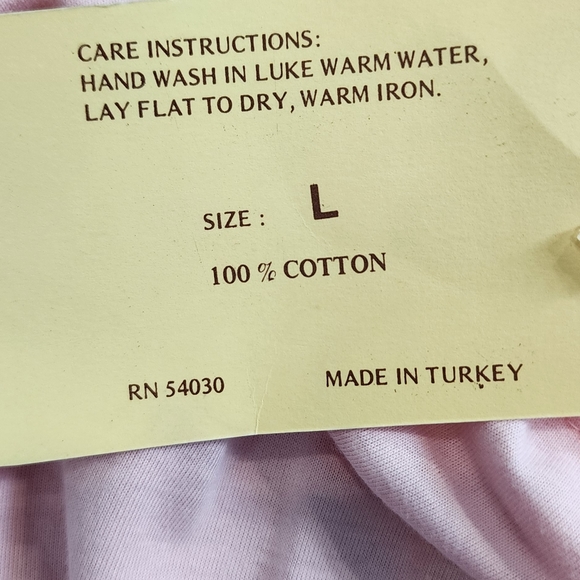 CARE INSTRUCTIONS:
HAND WASH IN LUKE WARM WATER,
LAY FLAT TO DRY, WARM IRON.
SIZE : L
100 % COTTON
RN 54030 MADE IN TURKEY